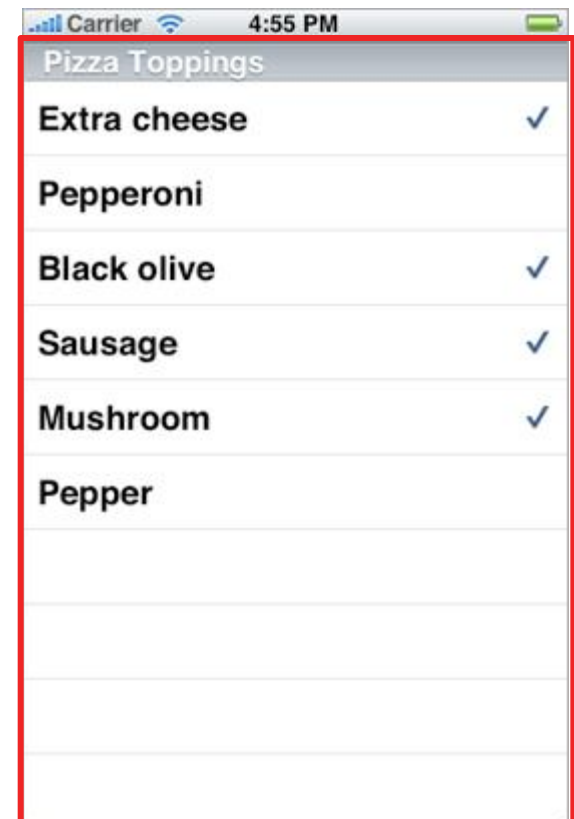 Carrier 4:55 PM
Pizza Toppings
Extra cheese
Pepperoni
Black olive
Sausage
Mushroom
Pepper